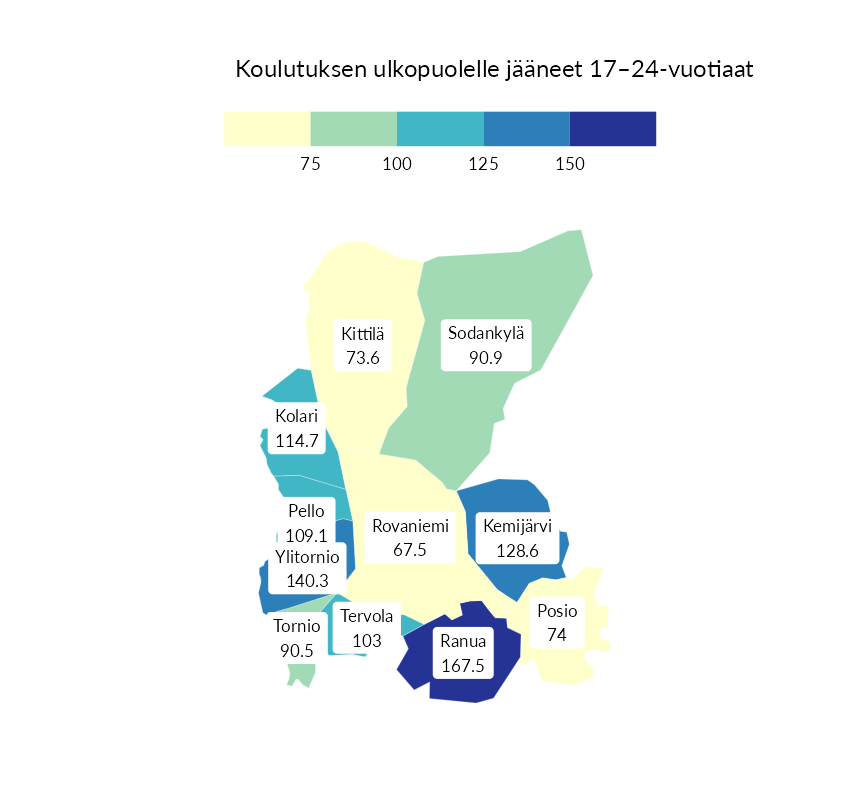 Koulutuksen ulkopuolelle jääneet 17–24-vuotiaat
75 100 125 150
Kittilä
73.6
Sodankylä
90.9
Kolari
114.7
Pello
109.1
Rovaniemi
67.5
Kemijärvi
128.6
Ylitornio
140.3
Tornio
90.5
Tervola
103
Ranua
167.5
Posio
74